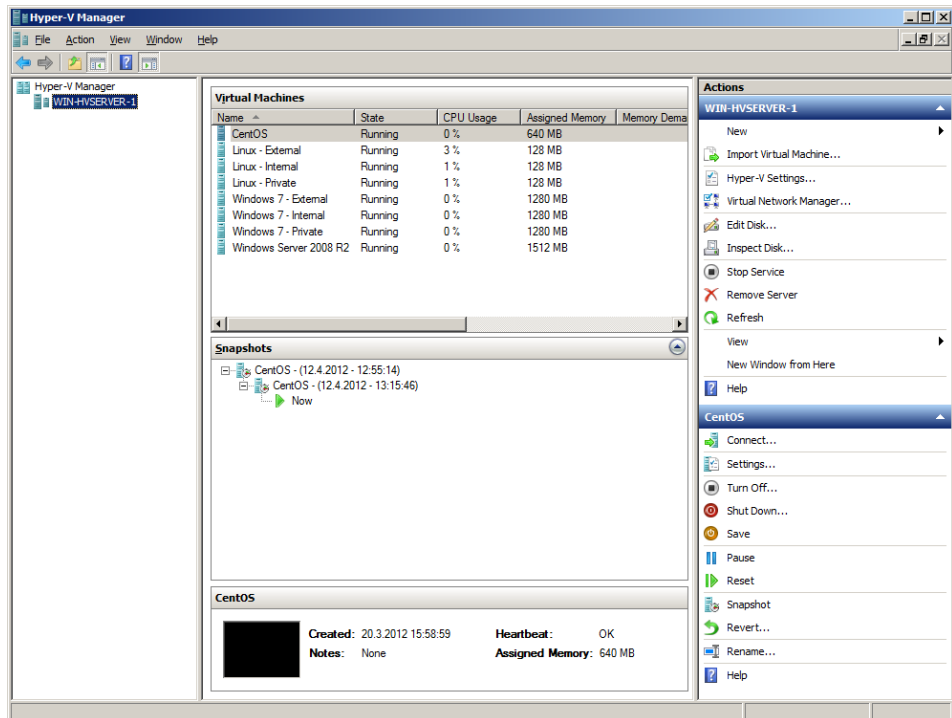 Hyper-V Manager
File Action View Window Help
Hyper-V Manager
WIN-HVSERVER-1
Virtual Machines
Name State CPU Usage Assigned Memory Memory Dema
CentOS Running 0 % 640 MB
Linux - External Running 3 % 128 MB
Linux - Internal Running 1 % 128 MB
Linux - Private Running 1 % 128 MB
Windows 7 - External Running 0 % 1280 MB
Windows 7 - Internal Running 0 % 1280 MB
Windows 7 - Private Running 0 % 1280 MB
Windows Server 2008 R2 Running 0 % 1512 MB
Snapshots
CentOS - (12.4.2012 - 12:55:14)
CentOS - (12.4.2012 - 13:15:46)
Now
CentOS
Created: 20.3.2012 15:58:59 Heartbeat: OK
Notes: None Assigned Memory: 640 MB
Actions
WIN-HVSERVER-1
New
Import Virtual Machine...
Hyper-V Settings...
Virtual Network Manager...
Edit Disk...
Inspect Disk...
Stop Service
Remove Server
Refresh
View
New Window from Here
Help
CentOS
Connect...
Settings...
Turn Off...
Shut Down...
Save
Pause
Reset
Snapshot
Revert...
Rename...
Help